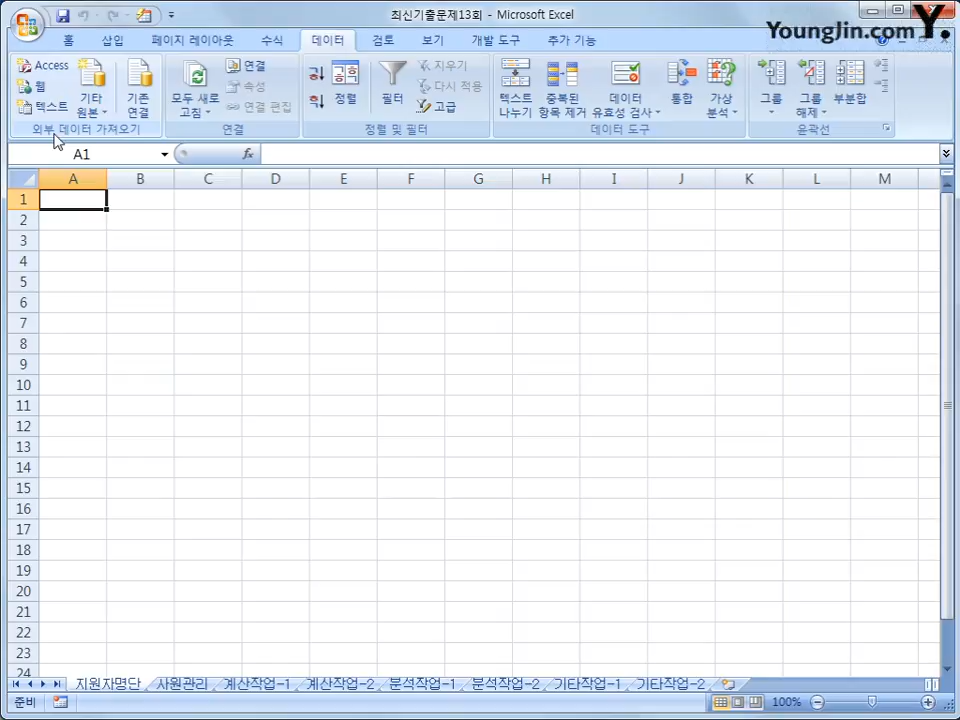 최신기출문제13회 - Microsoft Excel
YoungJin.com Y.
홈 삽입 페이지 레이아웃 수식 데이터 검토 보기 개발 도구 추가 기능
Access
웹
텍스트
기타
원본
기존
연결
외부 데이터 가져오기
모두 새로
고침
연결
속성
연결 편집
연결
정렬
필터
지우기
다시 적용
고급
정렬 및 필터
텍스트
나누기
중복된
항목 제거
데이터
유효성 검사
통합
가상
분석
데이터 도구
그룹
그룹
해제
부분합
윤곽선
A1 fx
A B C D E F G H I J K L M
1
2
3
4
5
6
7
8
9
10
11
12
13
14
15
16
17
18
19
20
21
22
23
24
지원자명단 사원관리 계산작업-1 계산작업-2 분석작업-1 분석작업-2 기타작업-1 기타작업-2
준비 100%